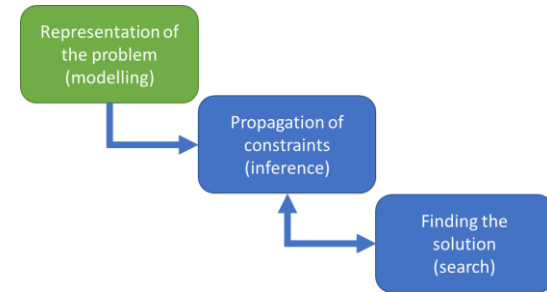 Representation of
the problem
(modelling)
Propagation of
constraints
(inference)
Finding the
solution
(search)